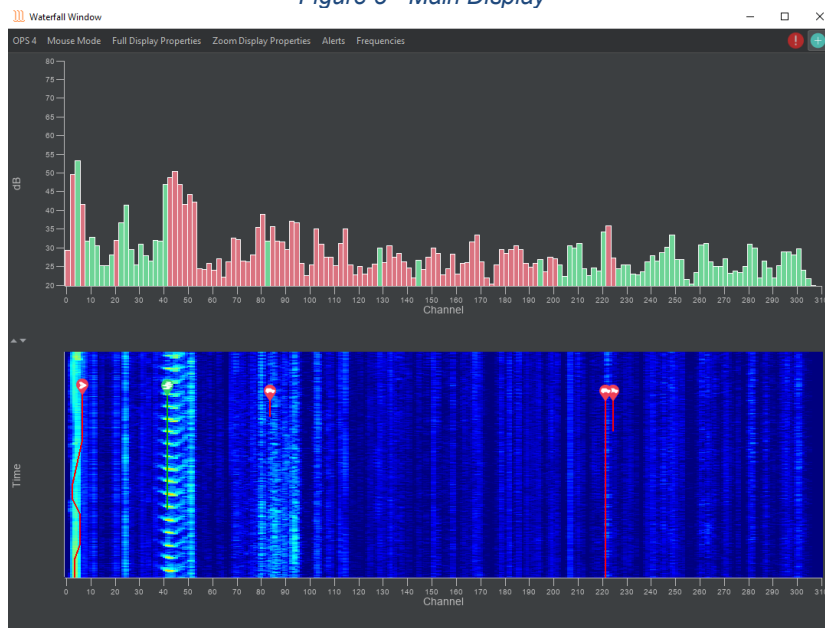 Figure 3 - Main Display
Waterfall Window
OPS 4 Mouse Mode Full Display Properties Zoom Display Properties Alerts Frequencies
80
75
70
65
60
55
dB
50
45
40
35
30
25
20
0 10 20 30 40 50 60 70 80 90 100 110 120 130 140 150 160 170 180 190 200 210 220 230 240 250 260 270 280 290 300 310
Channel
Time
0 10 20 30 40 50 60 70 80 90 100 110 120 130 140 150 160 170 180 190 200 210 220 230 240 250 260 270 280 290 300 310
Channel